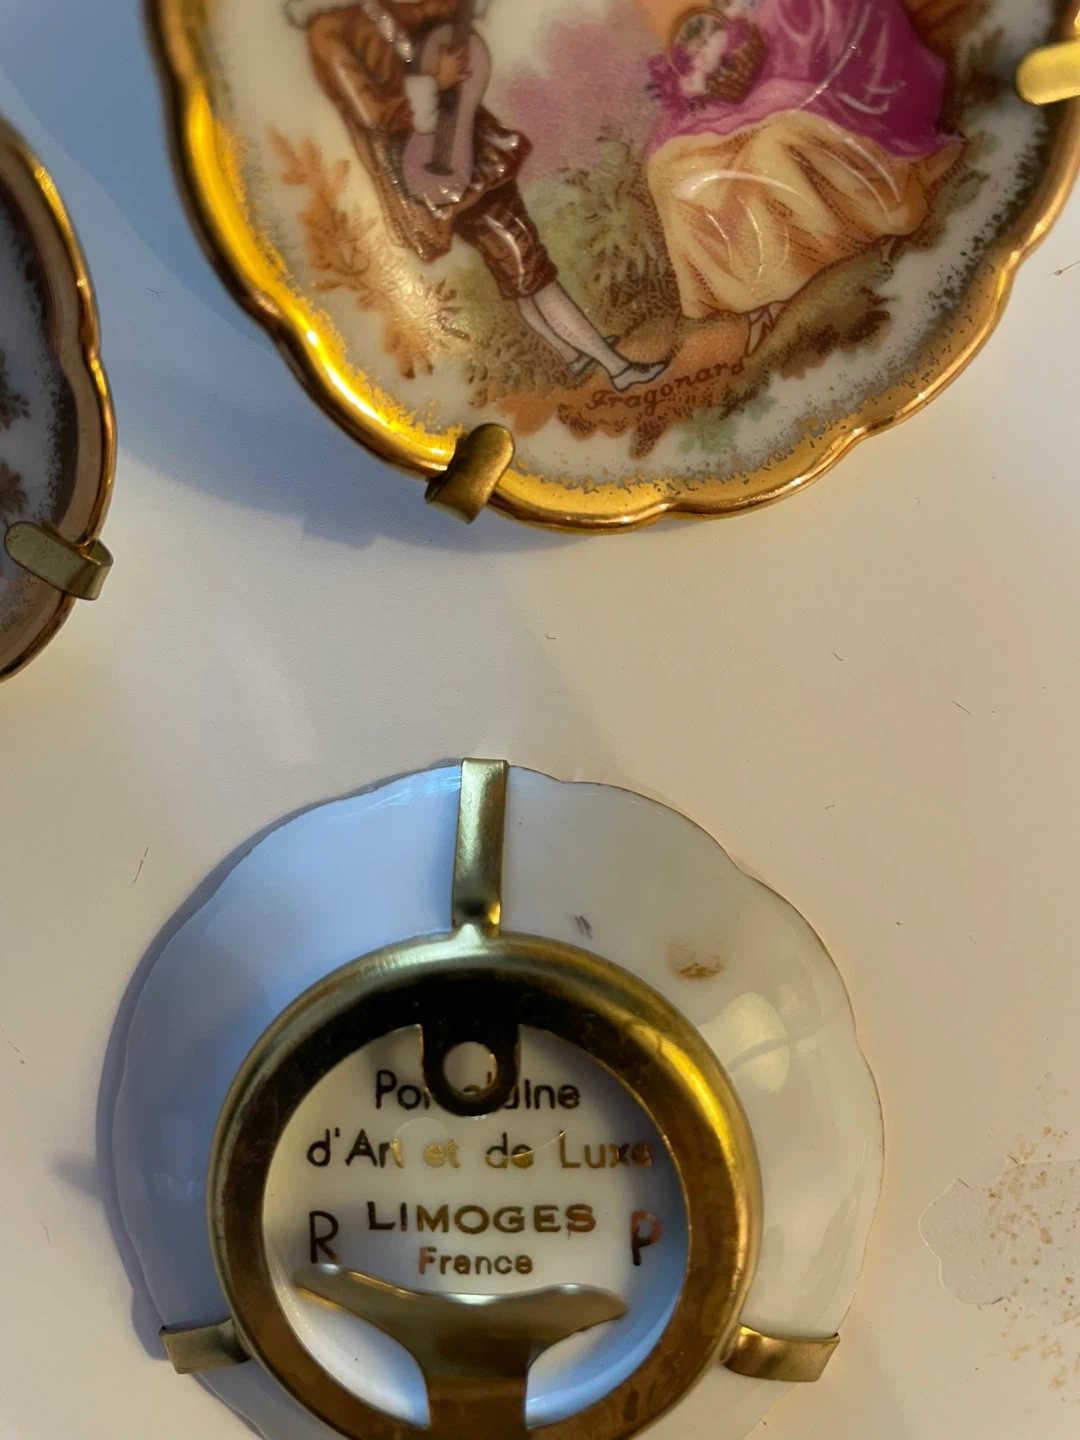 Fragonard
Porcelaine
d'Art et de Luxe
LIMOGES
R P
France